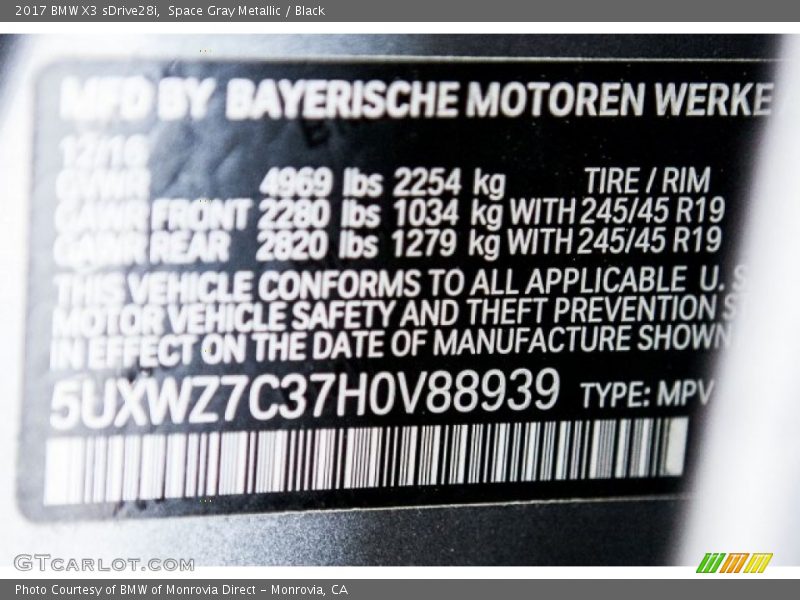 2017 BMW X3 sDrive28i,  Space Gray Metallic / Black
MFD BY BAYERISCHE MOTOREN WERKE
12/16
GVWR 4969 lbs 2254 kg TIRE / RIM
GAWR FRONT 2280 lbs 1034 kg WITH 245/45 R19
GAWR REAR 2820 lbs 1279 kg WITH 245/45 R19
THIS VEHICLE CONFORMS TO ALL APPLICABLE U. S
MOTOR VEHICLE SAFETY AND THEFT PREVENTION S
IN EFFECT ON THE DATE OF MANUFACTURE SHOWN
5UXWZ7C37H0V88939 TYPE: MPV
GTCARLOT.COM
Photo Courtesy of BMW of Monrovia Direct – Monrovia, CA